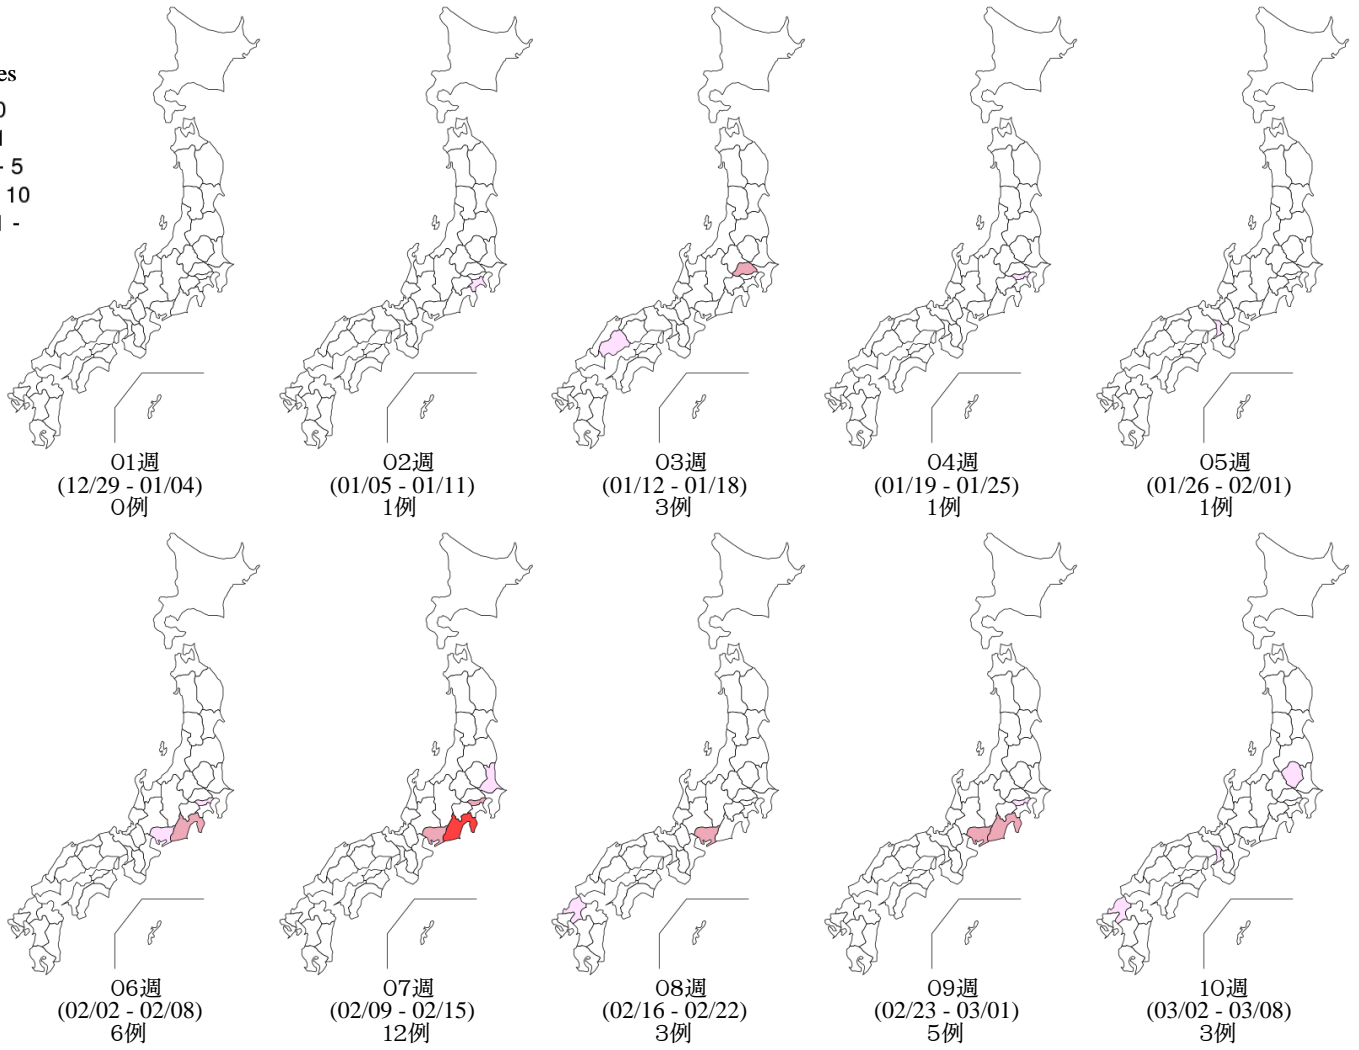 es
0
1
- 5
10
1 -
01週
(12/29 - 01/04)
0例
02週
(01/05 - 01/11)
1例
03週
(01/12 - 01/18)
3例
04週
(01/19 - 01/25)
1例
05週
(01/26 - 02/01)
1例
06週
(02/02 - 02/08)
6例
07週
(02/09 - 02/15)
12例
08週
(02/16 - 02/22)
3例
09週
(02/23 - 03/01)
5例
10週
(03/02 - 03/08)
3例